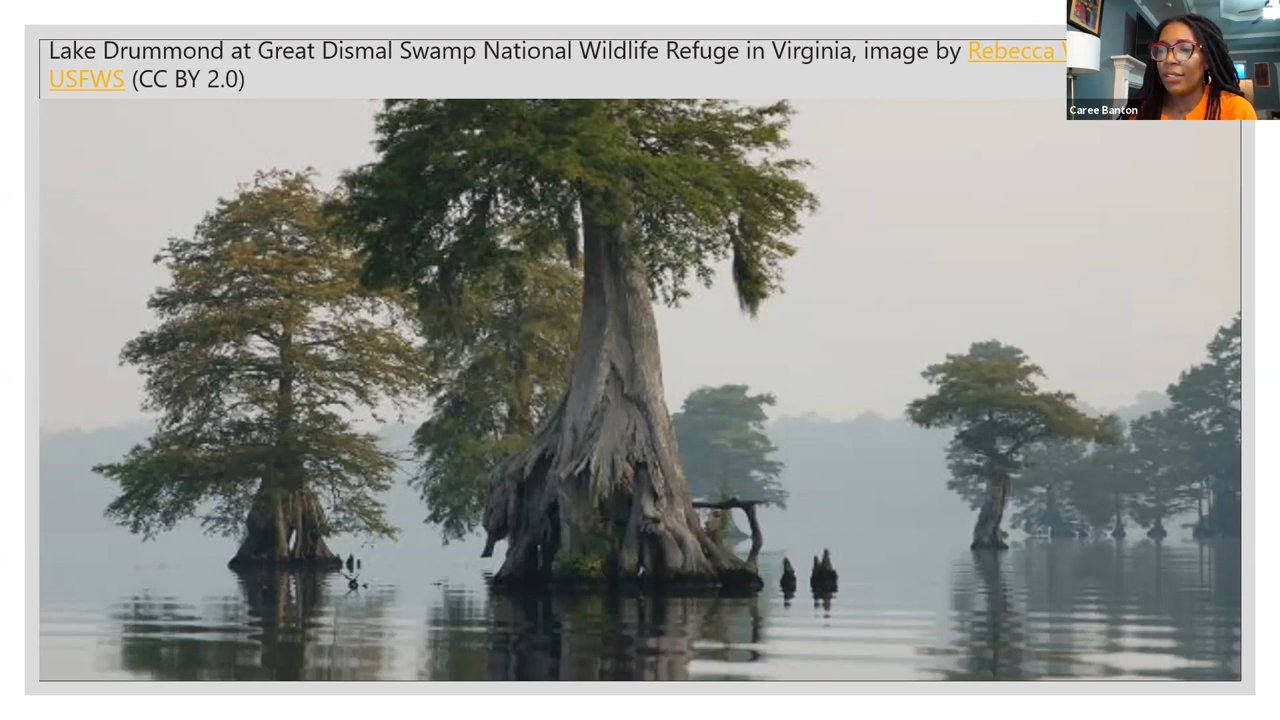 Lake Drummond at Great Dismal Swamp National Wildlife Refuge in Virginia, image by Rebecca
USFWS (CC BY 2.0)
Caree Banton